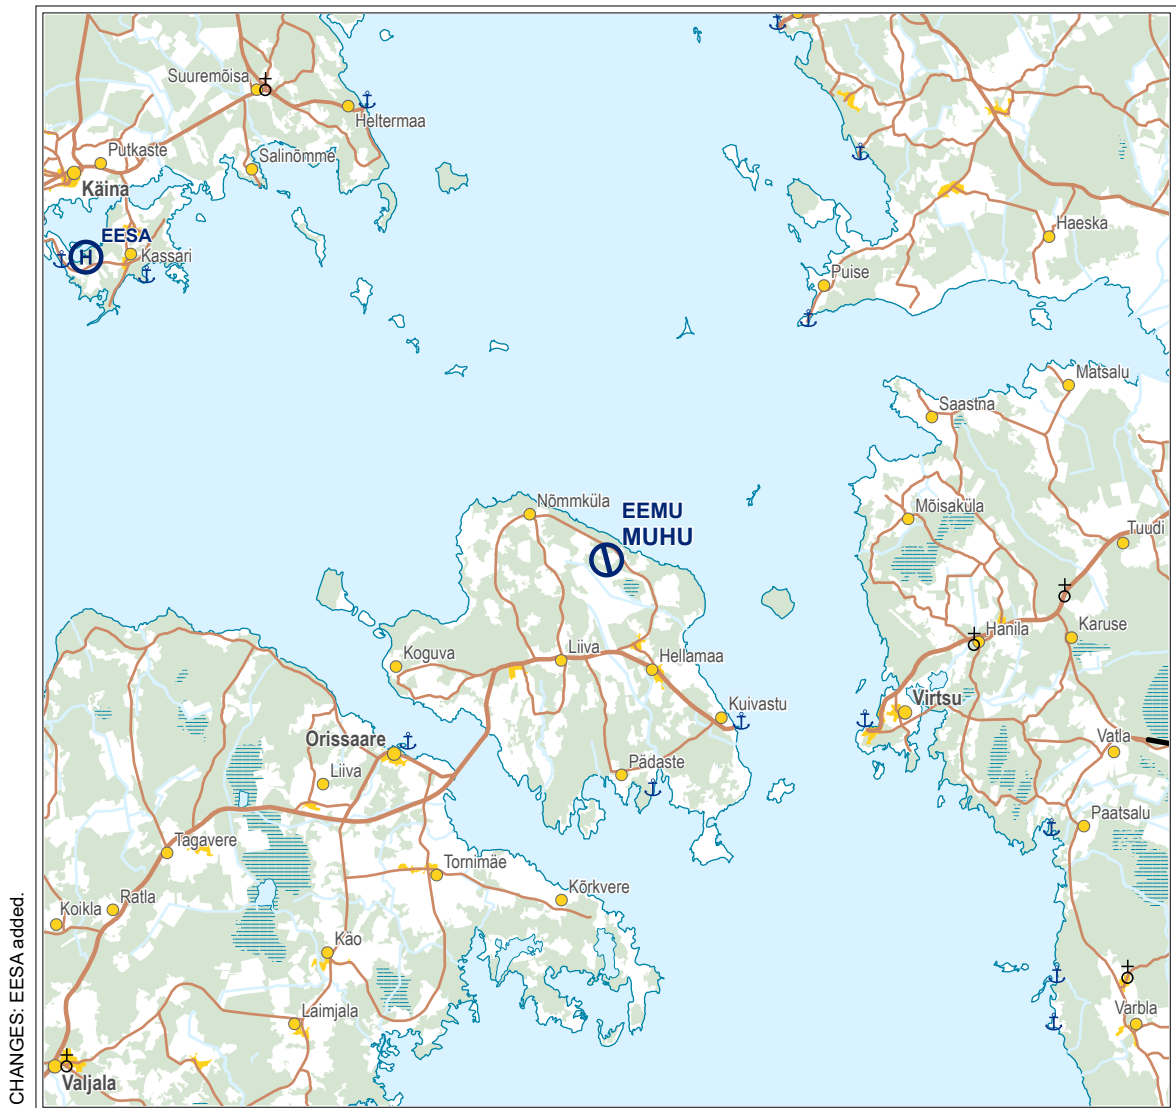 Suuremõisa
Heltermaa
Putkaste
Salinõmme
Käina
EESA
H
Kassari
Haeska
Puise
Matsalu
Saastna
Nõmmküla
EEMU
MUHU
Mõisaküla
Tuudi
Hanila
Karuse
Koguva
Liiva
Hellamaa
Kuivastu
Virtsu
Orissaare
Vatla
Liiva
Pädaste
Paatsalu
Tagavere
Tornimäe
Kõrkvere
Ratla
Koikla
Käo
Laimjala
Varbla
Valjala
CHANGES: EESA added.